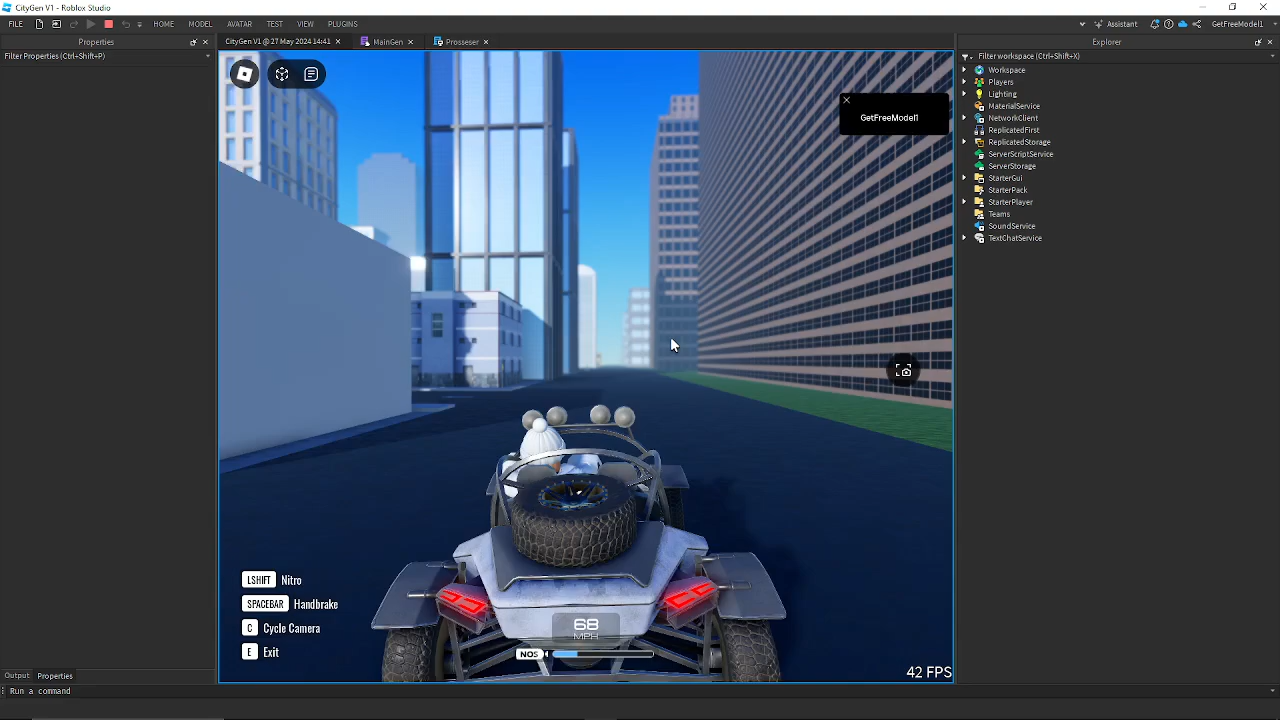 CityGen V1 - Roblox Studio
FILE HOME MODEL AVATAR TEST VIEW PLUGINS Assistant GetFreeModel1
Properties
CityGen V1 @ 27 May 2024 14:41 MainGen Prosseser
Explorer
Filter Properties (Ctrl+Shift+P)
Filter workspace (Ctrl+Shift+X)
Workspace
Players
Lighting
MaterialService
NetworkClient
ReplicatedFirst
ReplicatedStorage
ServerScriptService
ServerStorage
StarterGui
StarterPack
StarterPlayer
Teams
SoundService
TextChatService
GetFreeModel1
LSHIFT Nitro
SPACEBAR Handbrake
C Cycle Camera
E Exit
68
MPH
NOS
42 FPS
Output Properties
Run a command